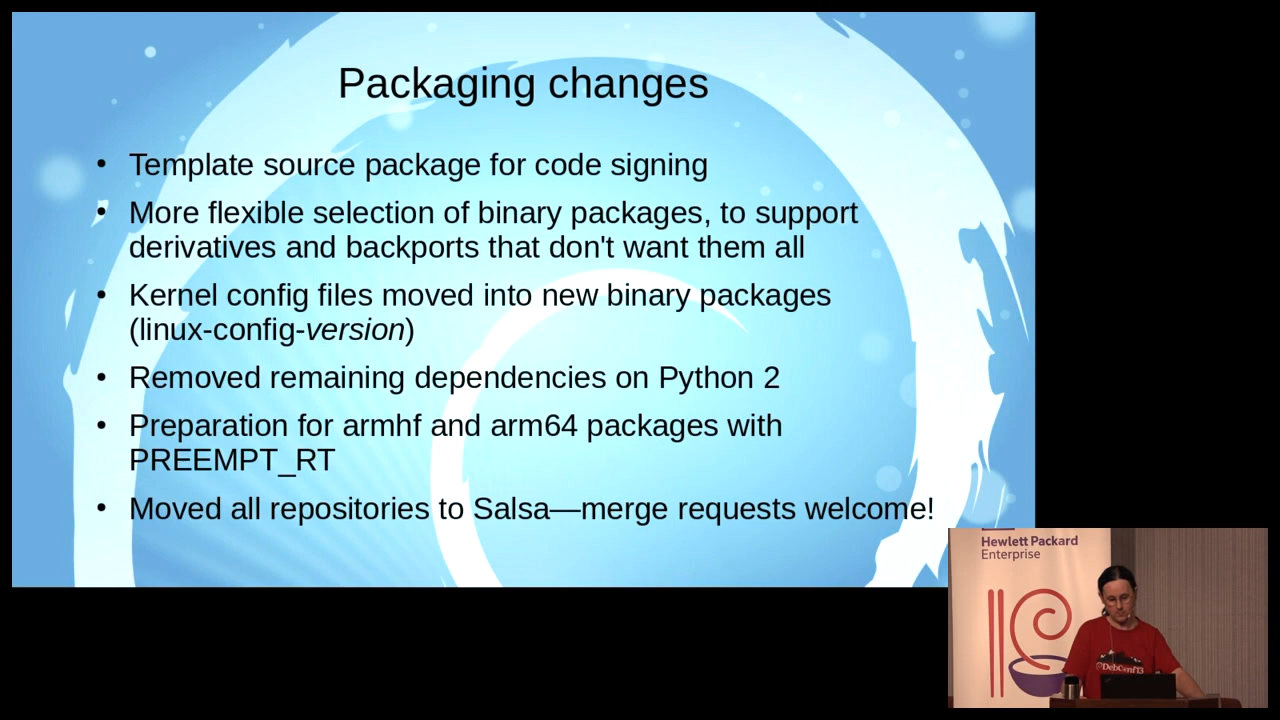 Packaging changes
• Template source package for code signing
• More flexible selection of binary packages, to support
derivatives and backports that don't want them all
• Kernel config files moved into new binary packages
(linux-config-version)
• Removed remaining dependencies on Python 2
• Preparation for armhf and arm64 packages with
PREEMPT_RT
• Moved all repositories to Salsa—merge requests welcome!
Hewlett Packard
Enterprise
DebConf13